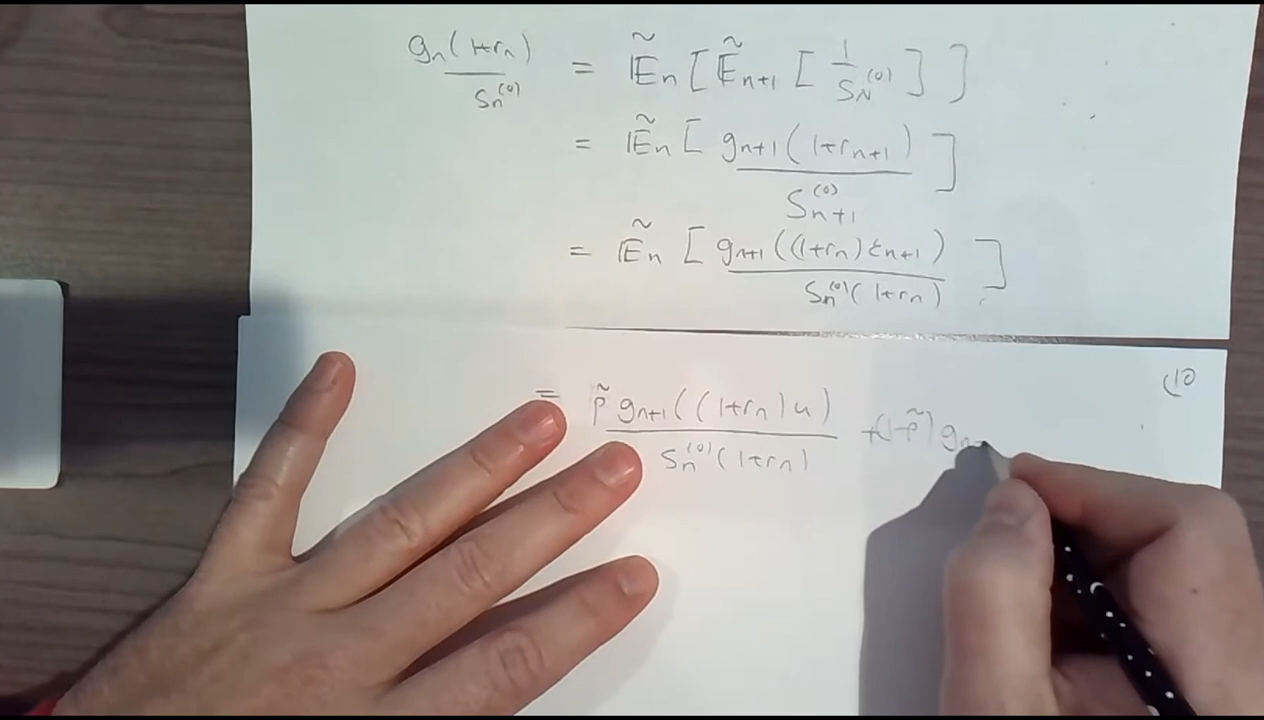 gₙ(1+rₙ) / Sₙ⁽⁰⁾ = Ẽₙ[Ẽₙ₊₁[1 / S_N⁽⁰⁾]]
= Ẽₙ[gₙ₊₁(1+rₙ₊₁) / Sₙ₊₁⁽⁰⁾]
= Ẽₙ[gₙ₊₁((1+rₙ)ξₙ₊₁) / Sₙ⁽⁰⁾(1+rₙ)]
10
= p̃ gₙ₊₁((1+rₙ)u) / Sₙ⁽⁰⁾(1+rₙ) + (1-p̃) gₙ